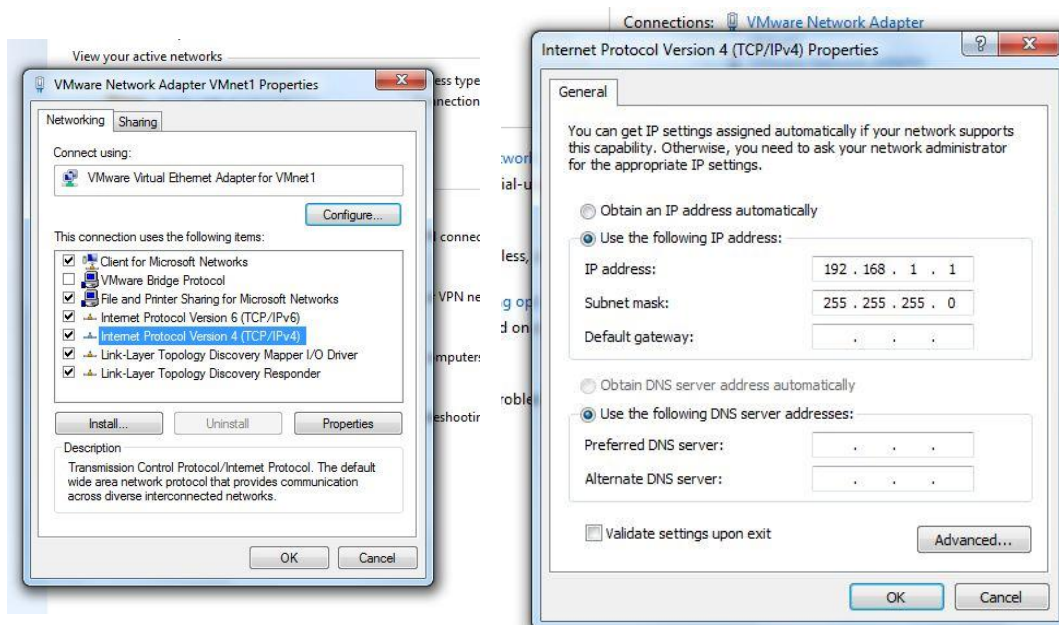 View your active networks
VMware Network Adapter VMnet1 Properties
ess type
nnection
Networking
Sharing
Connect using:
VMware Virtual Ethernet Adapter for VMnet1
Configure...
This connection uses the following items:
Client for Microsoft Networks
VMware Bridge Protocol
File and Printer Sharing for Microsoft Networks
Internet Protocol Version 6 (TCP/IPv6)
Internet Protocol Version 4 (TCP/IPv4)
Link-Layer Topology Discovery Mapper I/O Driver
Link-Layer Topology Discovery Responder
Install...
Uninstall
Properties
Description
Transmission Control Protocol/Internet Protocol. The default
wide area network protocol that provides communication
across diverse interconnected networks.
OK
Cancel
connec
VPN ne
mputers
eshootin
Connections: VMware Network Adapter
Internet Protocol Version 4 (TCP/IPv4) Properties
General
You can get IP settings assigned automatically if your network supports
this capability. Otherwise, you need to ask your network administrator
for the appropriate IP settings.
Obtain an IP address automatically
Use the following IP address:
IP address: 192 . 168 . 1 . 1
Subnet mask: 255 . 255 . 255 . 0
Default gateway: . . .
Obtain DNS server address automatically
Use the following DNS server addresses:
Preferred DNS server: . . .
Alternate DNS server: . . .
Validate settings upon exit
Advanced...
OK
Cancel
twork
ial-u
less,
g op
d on
roble